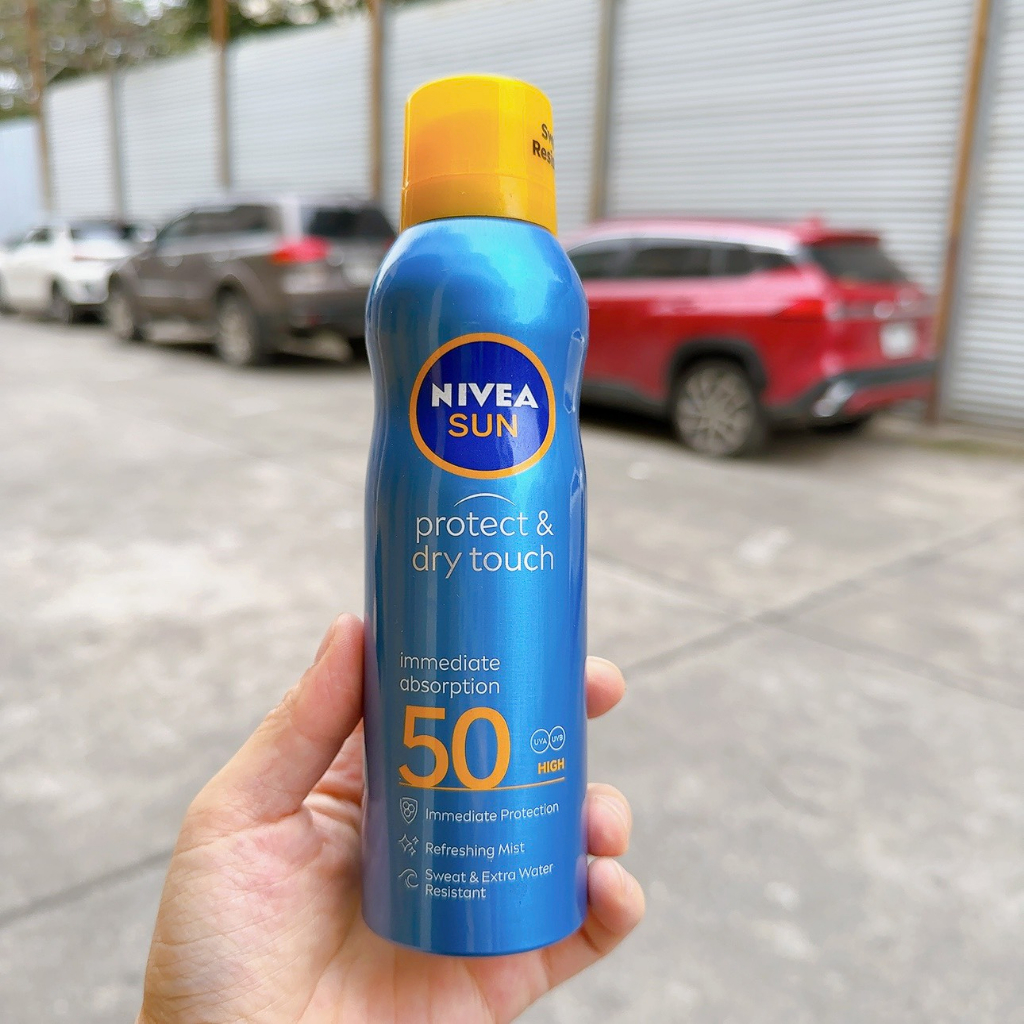 NIVEA
SUN
protect &
dry touch
immediate
absorption
50
UVA UVB
HIGH
Immediate Protection
Refreshing Mist
Sweat & Extra Water
Resistant